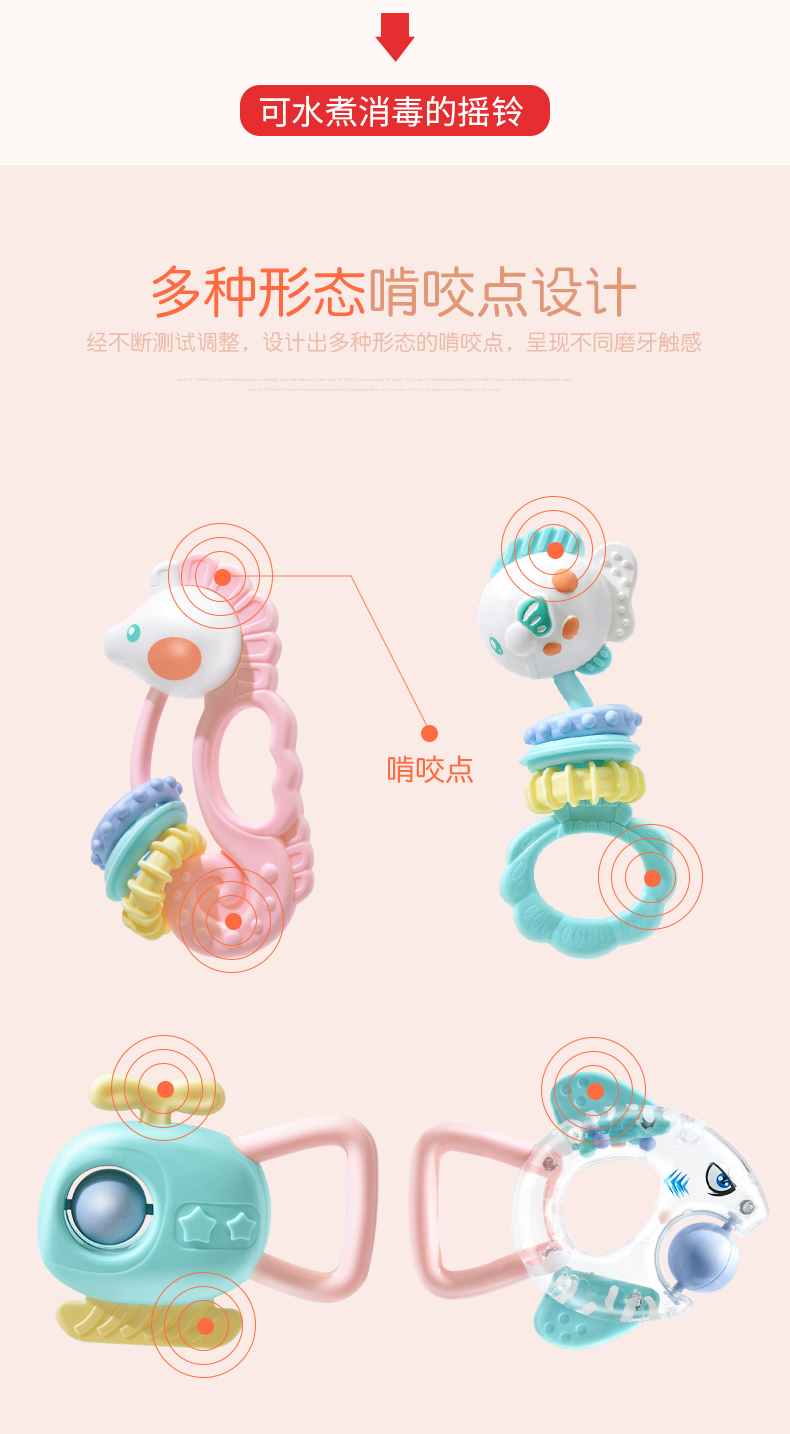 可水煮消毒的摇铃
多种形态啃咬点设计
经不断测试调整，设计出多种形态的啃咬点，呈现不同磨牙触感
啃咬点